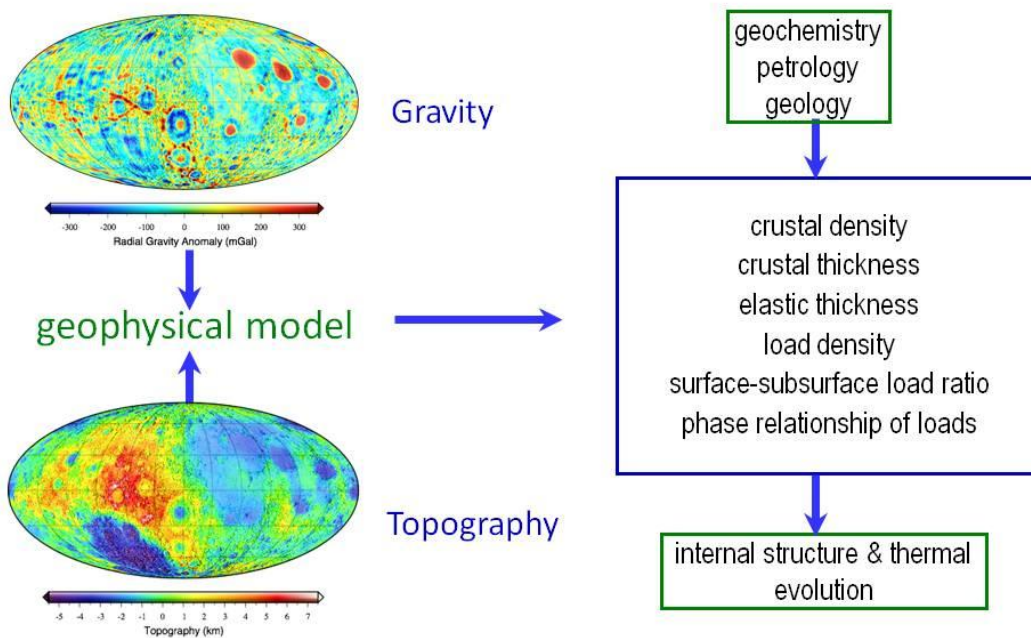 Gravity
-300 -200 -100 0 100 200 300
Radial Gravity Anomaly (mGal)
geophysical model
Topography
-5 -4 -3 -2 -1 0 1 2 3 4 5 6 7
Topography (km)
geochemistry
petrology
geology
crustal density
crustal thickness
elastic thickness
load density
surface-subsurface load ratio
phase relationship of loads
internal structure & thermal
evolution